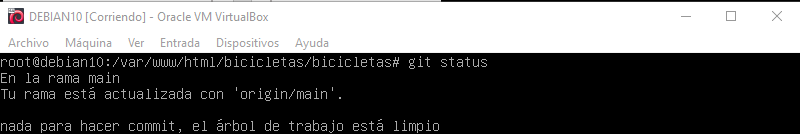 DEBIAN10 [Corriendo] - Oracle VM VirtualBox
Archivo Máquina Ver Entrada Dispositivos Ayuda
root@debian10:/var/www/html/bicicletas/bicicletas# git status
En la rama main
Tu rama está actualizada con 'origin/main'.
nada para hacer commit, el árbol de trabajo está limpio